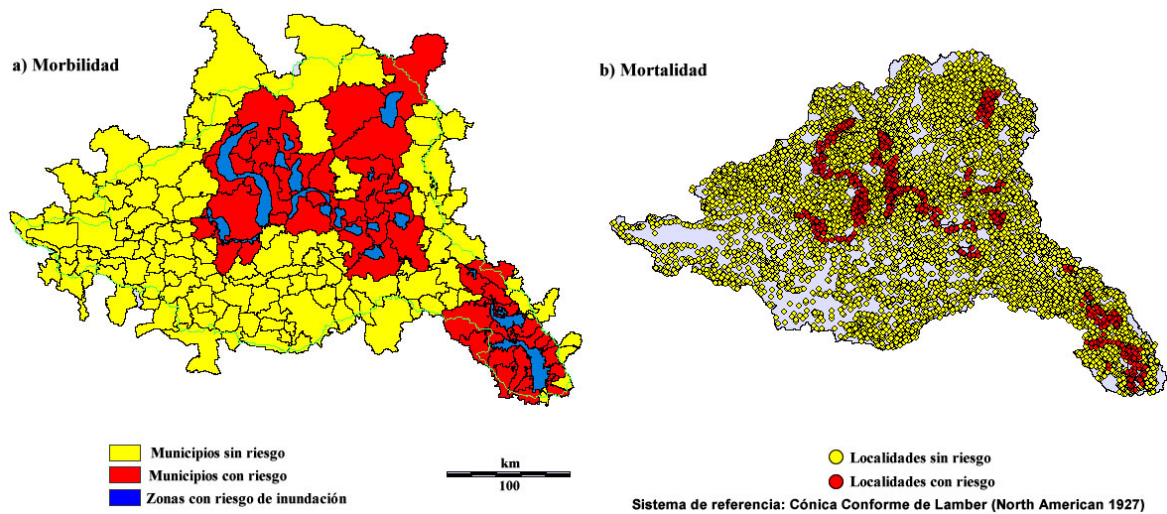 a) Morbilidad
b) Mortalidad
Municipios sin riesgo
Municipios con riesgo
Zonas con riesgo de inundación
km
100
Localidades sin riesgo
Localidades con riesgo
Sistema de referencia: Cónica Conforme de Lamber (North American 1927)